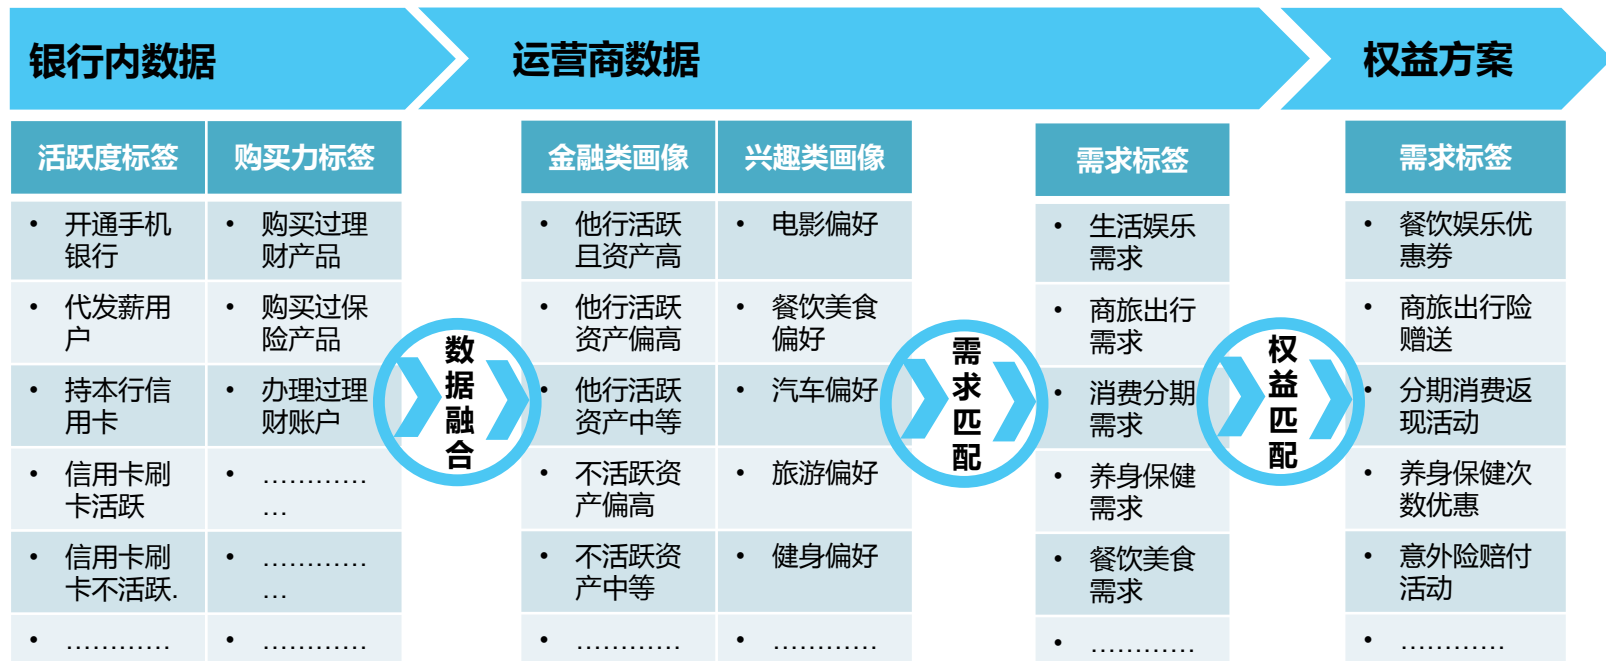 银行内数据
运营商数据
权益方案
活跃度标签
购买力标签
• 开通手机
银行
• 购买过理
财产品
• 代发薪用
户
• 购买过保
险产品
• 持本行信
用卡
• 办理过理
财账户
• 信用卡刷
卡活跃
• …………
…
• 信用卡刷
卡不活跃.
• …………
…
• …………
• …………
数
据
融
合
金融类画像
兴趣类画像
• 他行活跃
且资产高
• 电影偏好
• 他行活跃
资产偏高
• 餐饮美食
偏好
• 他行活跃
资产中等
• 汽车偏好
• 不活跃资
产偏高
• 旅游偏好
• 不活跃资
产中等
• 健身偏好
• …………
• …………
需
求
匹
配
需求标签
• 生活娱乐
需求
• 商旅出行
需求
• 消费分期
需求
• 养身保健
需求
• 餐饮美食
需求
• …………
权
益
匹
配
需求标签
• 餐饮娱乐优
惠劵
• 商旅出行险
赠送
• 分期消费返
现活动
• 养身保健次
数优惠
• 意外险赔付
活动
• …………